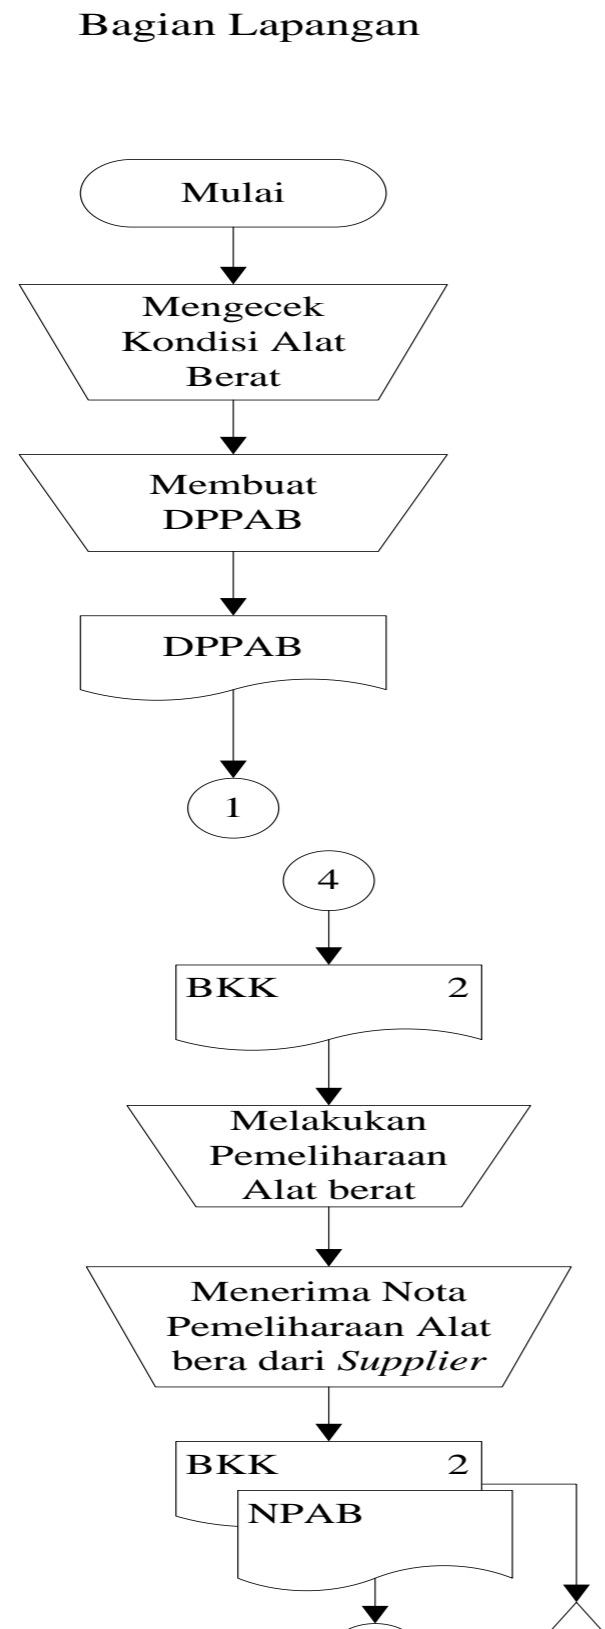 Bagian Lapangan
Mulai
Mengecek
Kondisi Alat
Berat
Membuat
DPPAB
DPPAB
1
4
BKK 2
Melakukan
Pemeliharaan
Alat berat
Menerima Nota
Pemeliharaan Alat
bera dari Supplier
BKK 2
NPAB